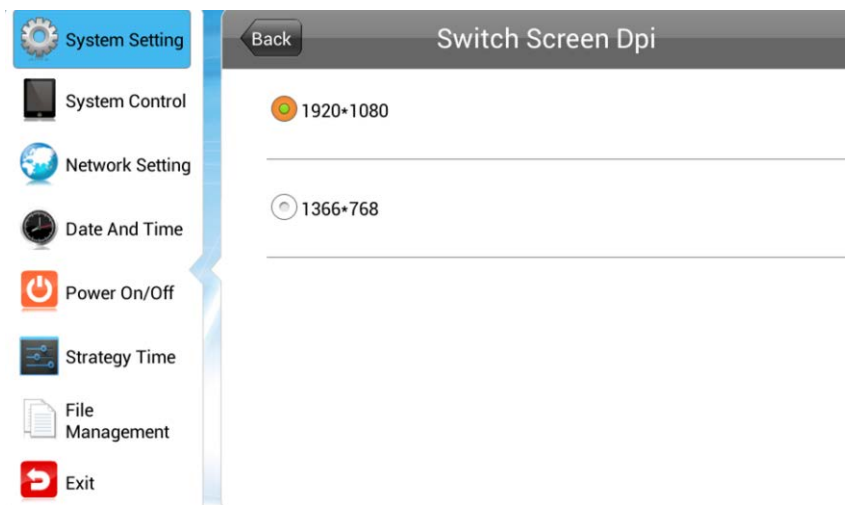 System Setting
System Control
Network Setting
Date And Time
Power On/Off
Strategy Time
File
Management
Exit
Back
Switch Screen Dpi
1920*1080
1366*768